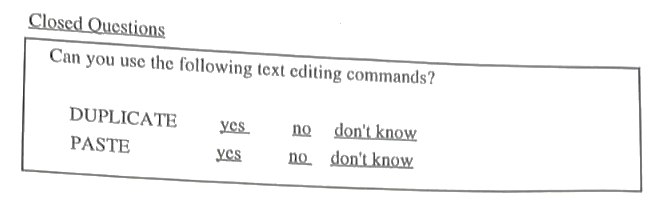 Closed Questions
Can you use the following text editing commands?
DUPLICATE yes no don't know
PASTE yes no don't know